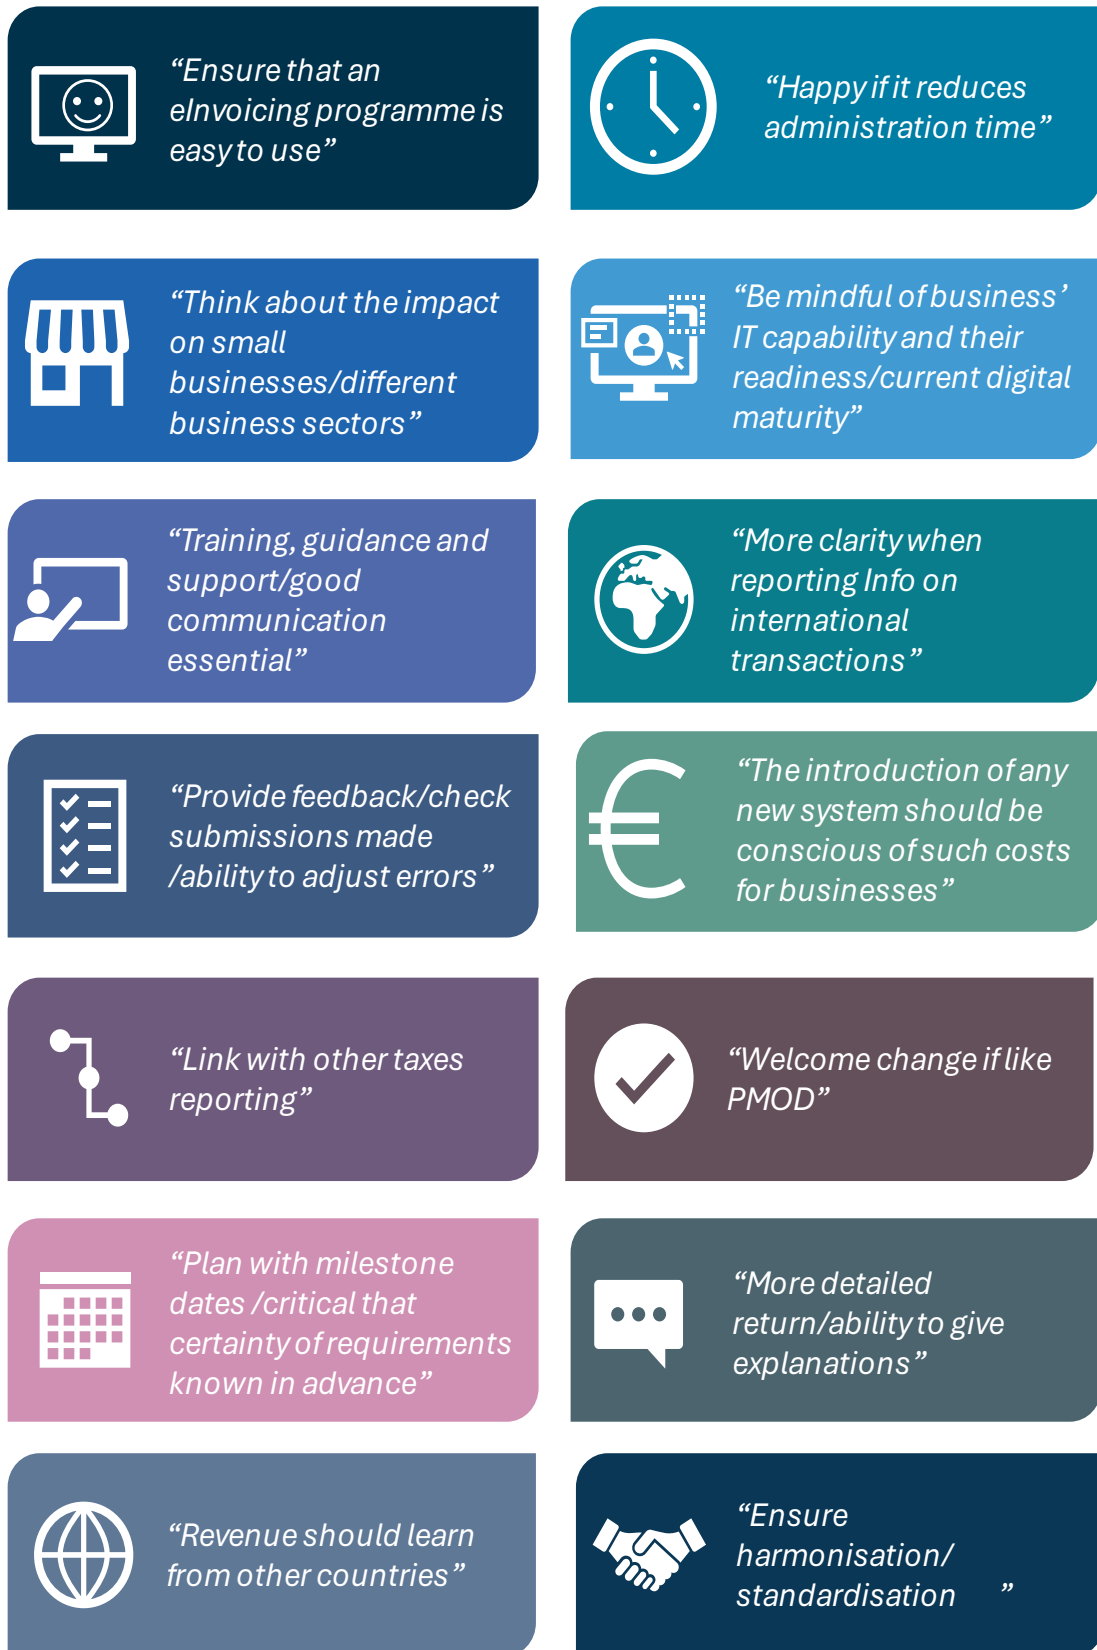 “Ensure that an
eInvoicing programme is
easy to use”
“Happy if it reduces
administration time”
“Think about the impact
on small
businesses/different
business sectors”
“Be mindful of business’
IT capability and their
readiness/current digital
maturity”
“Training, guidance and
support/good
communication
essential”
“More clarity when
reporting Info on
international
transactions”
“Provide feedback/check
submissions made
/ability to adjust errors”
“The introduction of any
new system should be
conscious of such costs
for businesses”
“Link with other taxes
reporting”
“Welcome change if like
PMOD”
“Plan with milestone
dates /critical that
certainty of requirements
known in advance”
“More detailed
return/ability to give
explanations”
“Revenue should learn
from other countries”
“Ensure
harmonisation/
standardisation ”